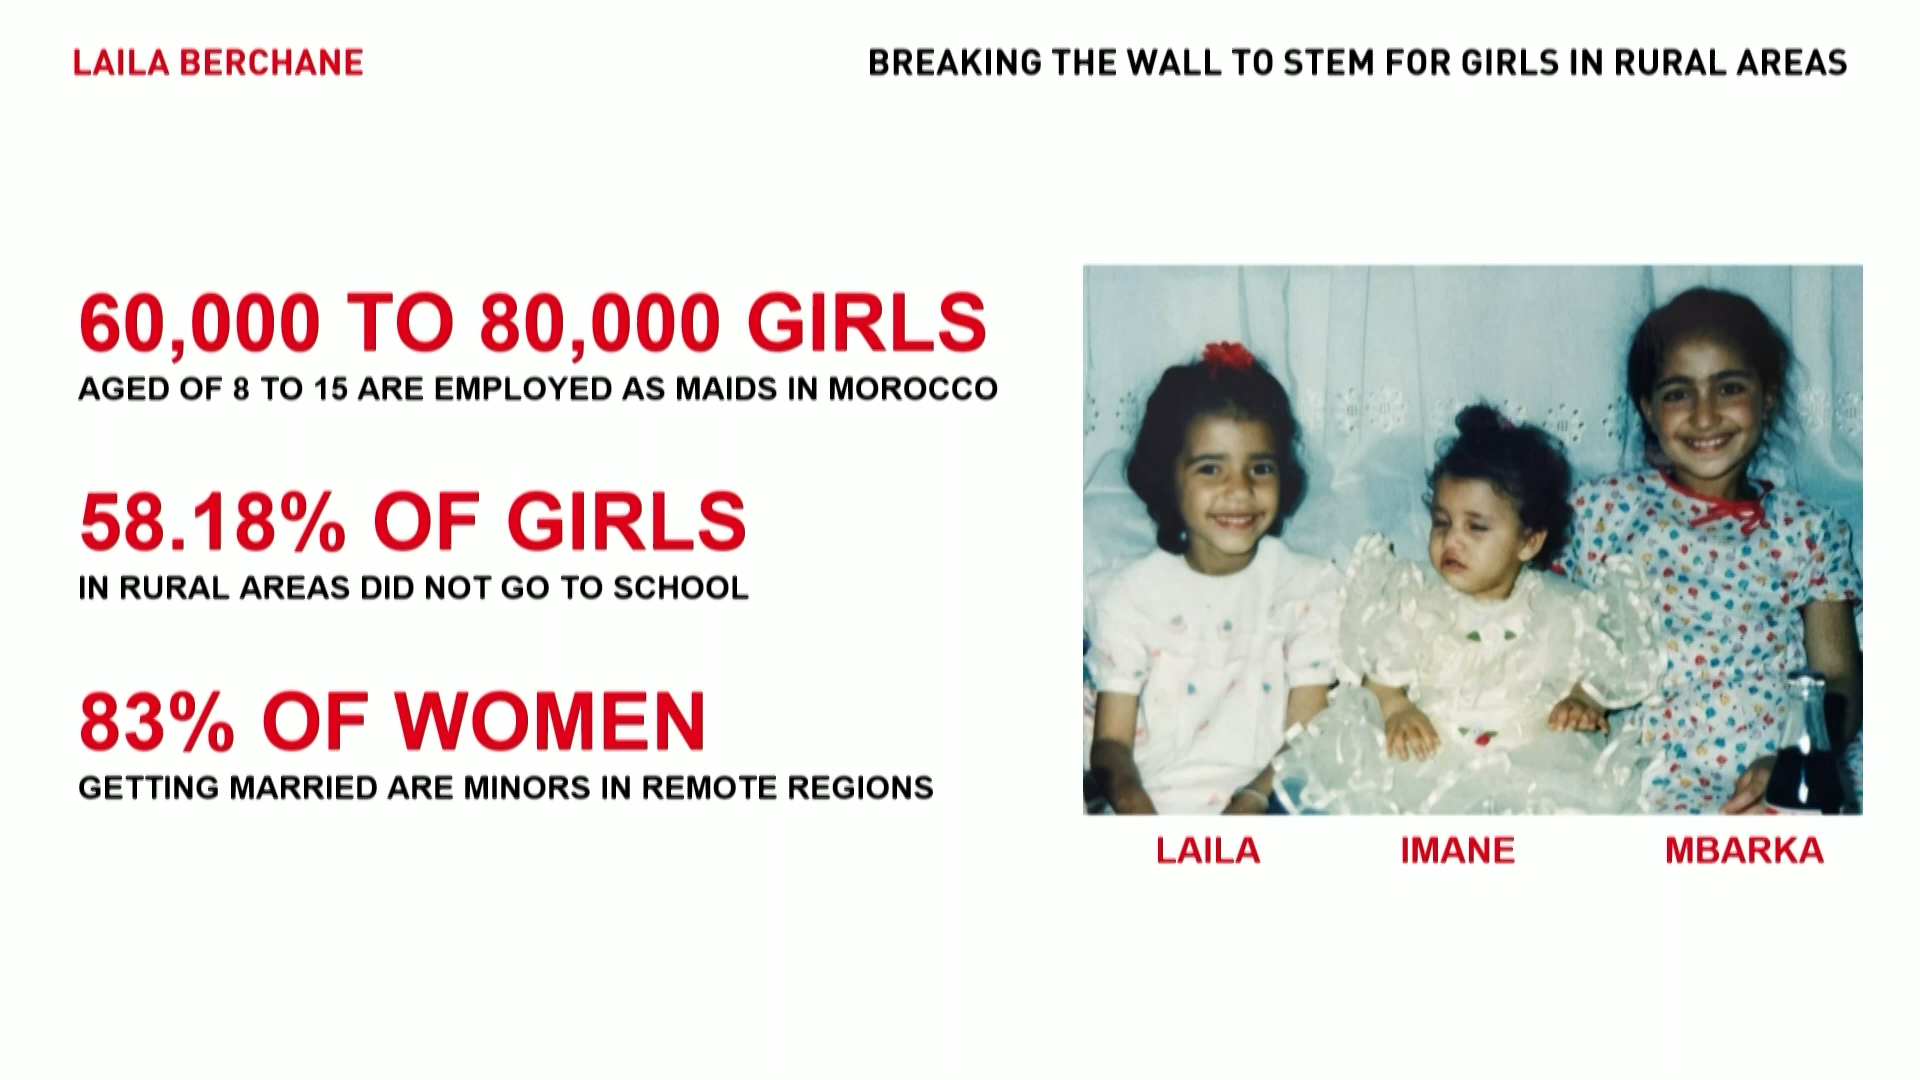 LAILA BERCHANE
BREAKING THE WALL TO STEM FOR GIRLS IN RURAL AREAS
60,000 TO 80,000 GIRLS
AGED OF 8 TO 15 ARE EMPLOYED AS MAIDS IN MOROCCO
58.18% OF GIRLS
IN RURAL AREAS DID NOT GO TO SCHOOL
83% OF WOMEN
GETTING MARRIED ARE MINORS IN REMOTE REGIONS
LAILA
IMANE
MBARKA